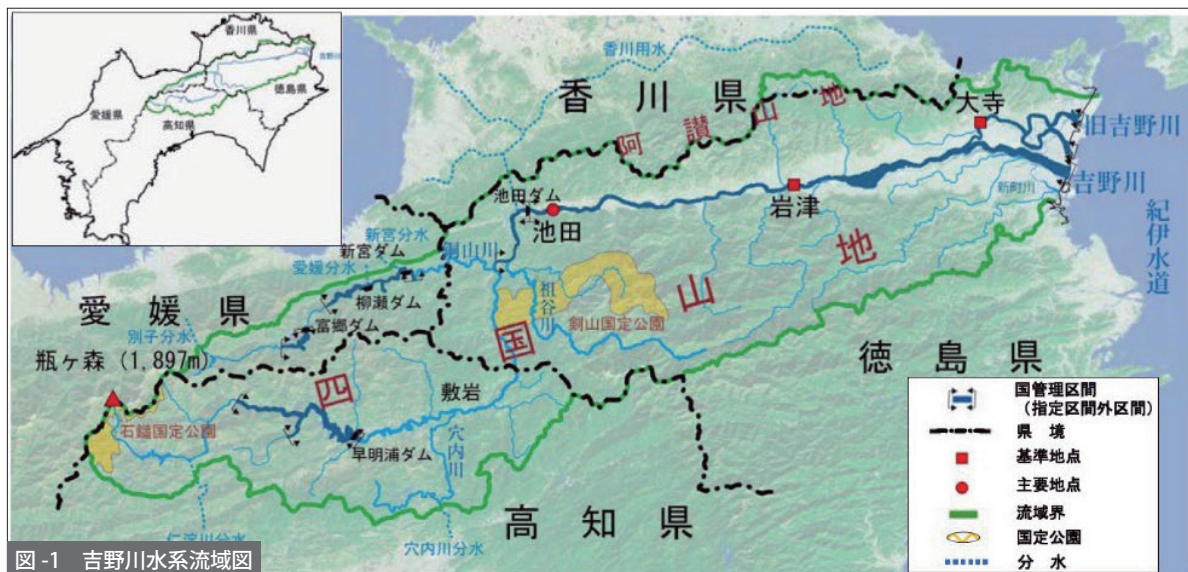 香川県
愛媛県
徳島県
高知県
吉野川
香川用水
香川県
阿讃山地
大寺
旧吉野川
吉野川
新町川
紀伊水道
岩津
池田ダム
池田
新宮分水
新宮ダム
銅山川
愛媛分水
柳瀬ダム
富郷ダム
別子分水
愛媛県
瓶ヶ森 (1,897m)
石鎚国定公園
祖谷川
剣山国定公園
四国山地
敷岩
早明浦ダム
穴内川
徳島県
高知県
仁淀川分水
穴内川分水
国管理区間
(指定区間外区間)
県 境
基準地点
主要地点
流域界
国定公園
分 水
図-1 吉野川水系流域図